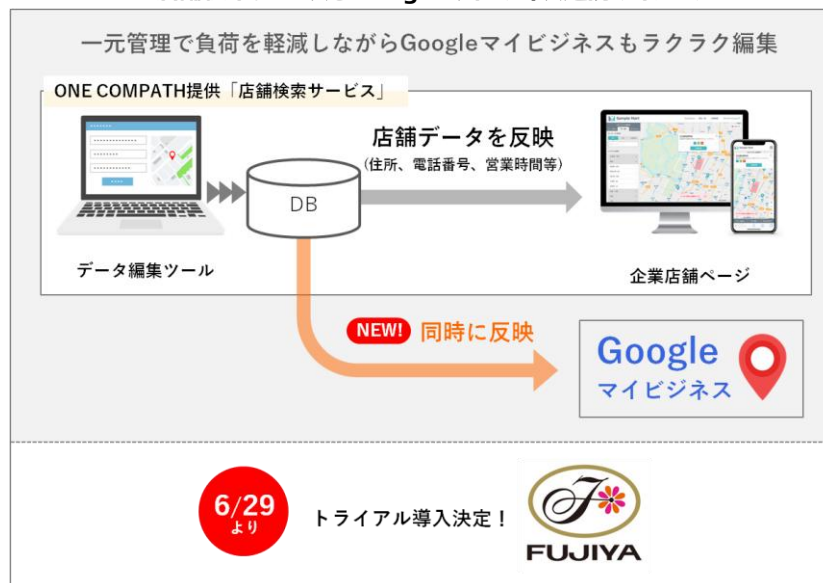 一元管理で負荷を軽減しながらGoogleマイビジネスもラクラク編集
ONE COMPATH提供「店舗検索サービス」
店舗データを反映
(住所、電話番号、営業時間等)
DB
データ編集ツール
企業店舗ページ
NEW! 同時に反映
Google
マイビジネス
6/29
より
トライアル導入決定！
FUJIYA